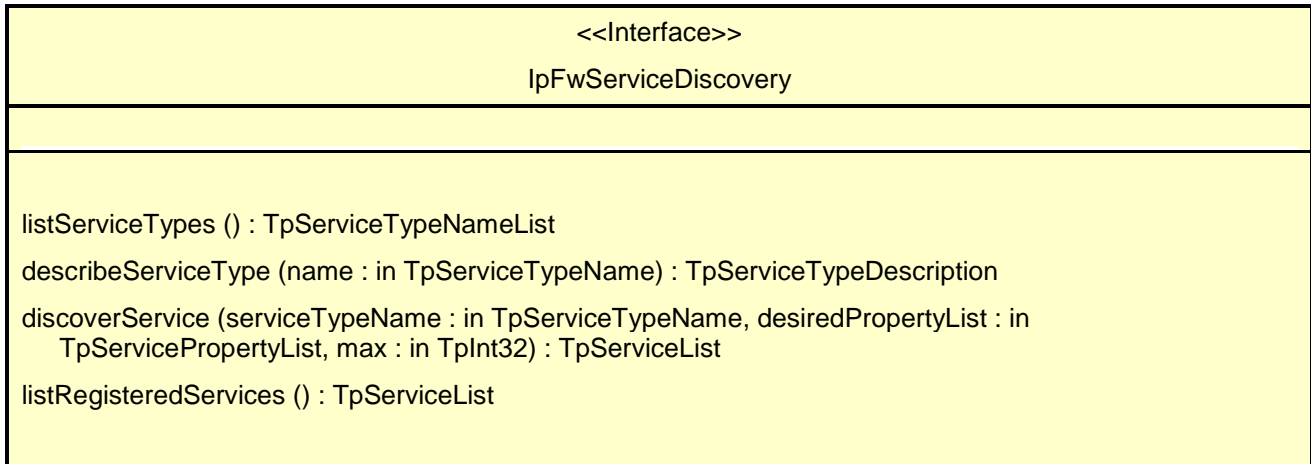 <<Interface>>
IpFwServiceDiscovery
listServiceTypes () : TpServiceTypeNameList
describeServiceType (name : in TpServiceTypeName) : TpServiceTypeDescription
discoverService (serviceTypeName : in TpServiceTypeName, desiredPropertyList : in
TpServicePropertyList, max : in TpInt32) : TpServiceList
listRegisteredServices () : TpServiceList